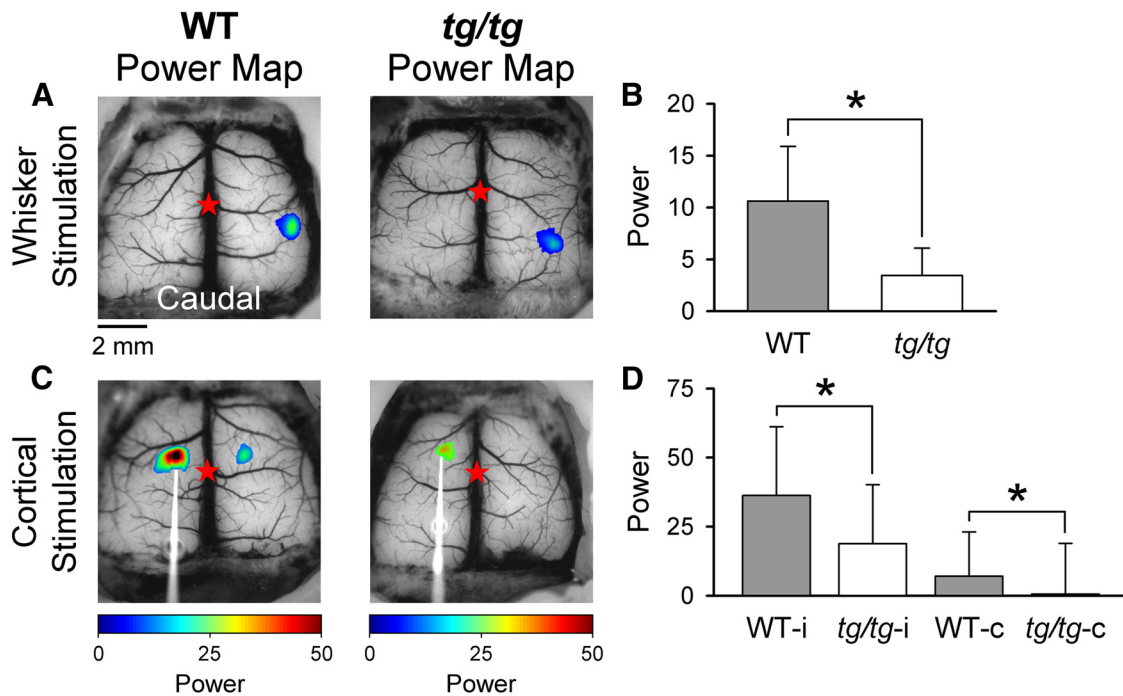 WT
Power Map
tg/tg
Power Map
A
Whisker
Stimulation
Caudal
2 mm
B
Power
20
15
10
5
0
*
WT
tg/tg
C
Cortical
Stimulation
0
25
50
Power
0
25
50
Power
D
Power
75
50
25
0
*
*
WT-i
tg/tg-i
WT-c
tg/tg-c